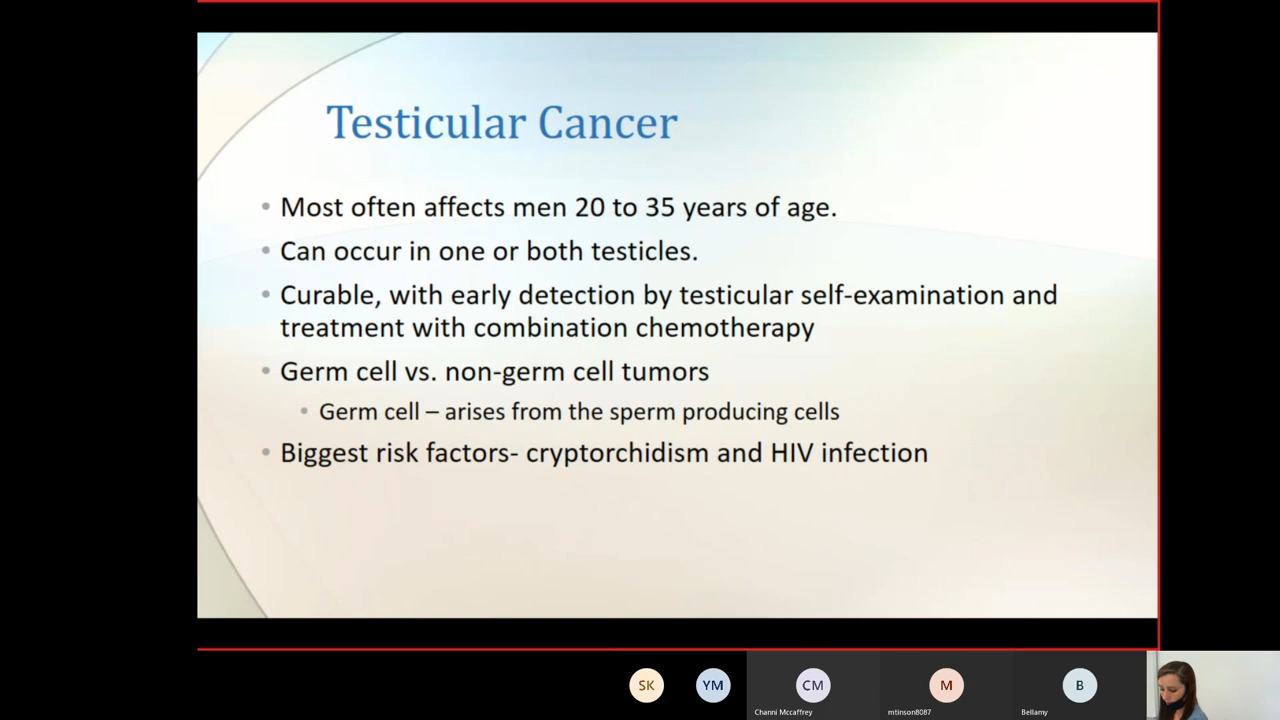 Testicular Cancer
• Most often affects men 20 to 35 years of age.
• Can occur in one or both testicles.
• Curable, with early detection by testicular self-examination and
treatment with combination chemotherapy
• Germ cell vs. non-germ cell tumors
• Germ cell – arises from the sperm producing cells
• Biggest risk factors- cryptorchidism and HIV infection
SK
YM
CM
M
B
Channi Mccaffrey
mtinson8087
Bellamy